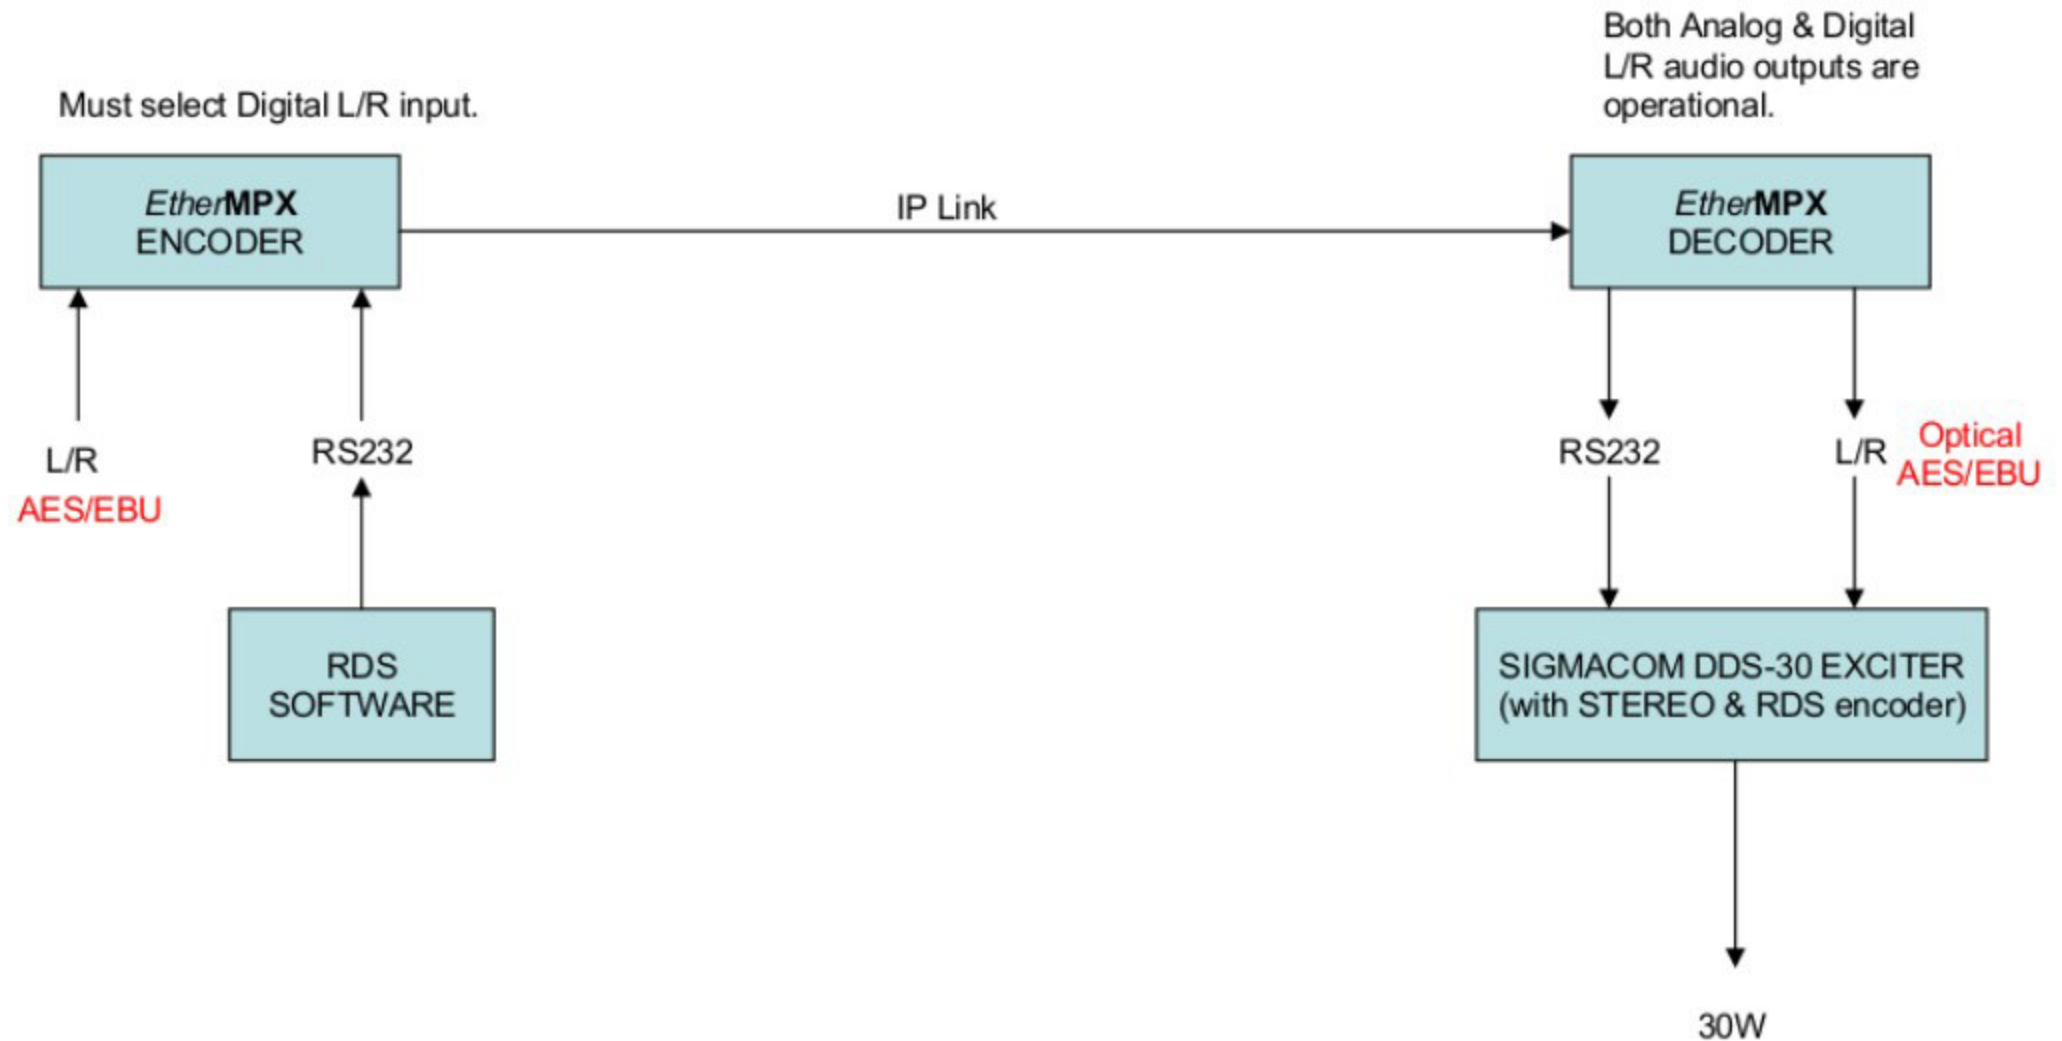 Both Analog & Digital
L/R audio outputs are
operational.
Must select Digital L/R input.
EtherMPX
ENCODER
IP Link
EtherMPX
DECODER
L/R
AES/EBU
RS232
RS232
L/R
Optical
AES/EBU
RDS
SOFTWARE
SIGMACOM DDS-30 EXCITER
(with STEREO & RDS encoder)
30W